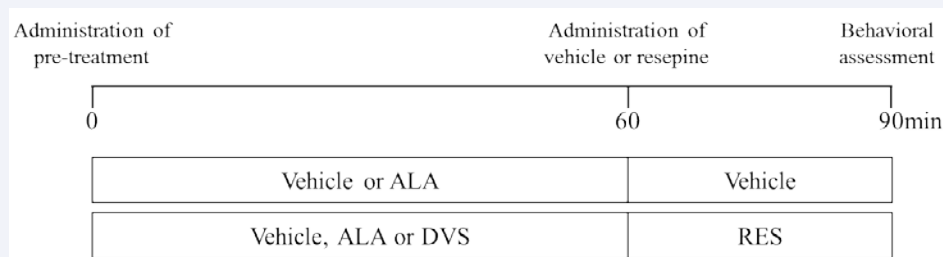 Administration of
pre-treatment
Administration of
vehicle or resepine
Behavioral
assessment
0
60
90min
Vehicle or ALA
Vehicle
Vehicle, ALA or DVS
RES